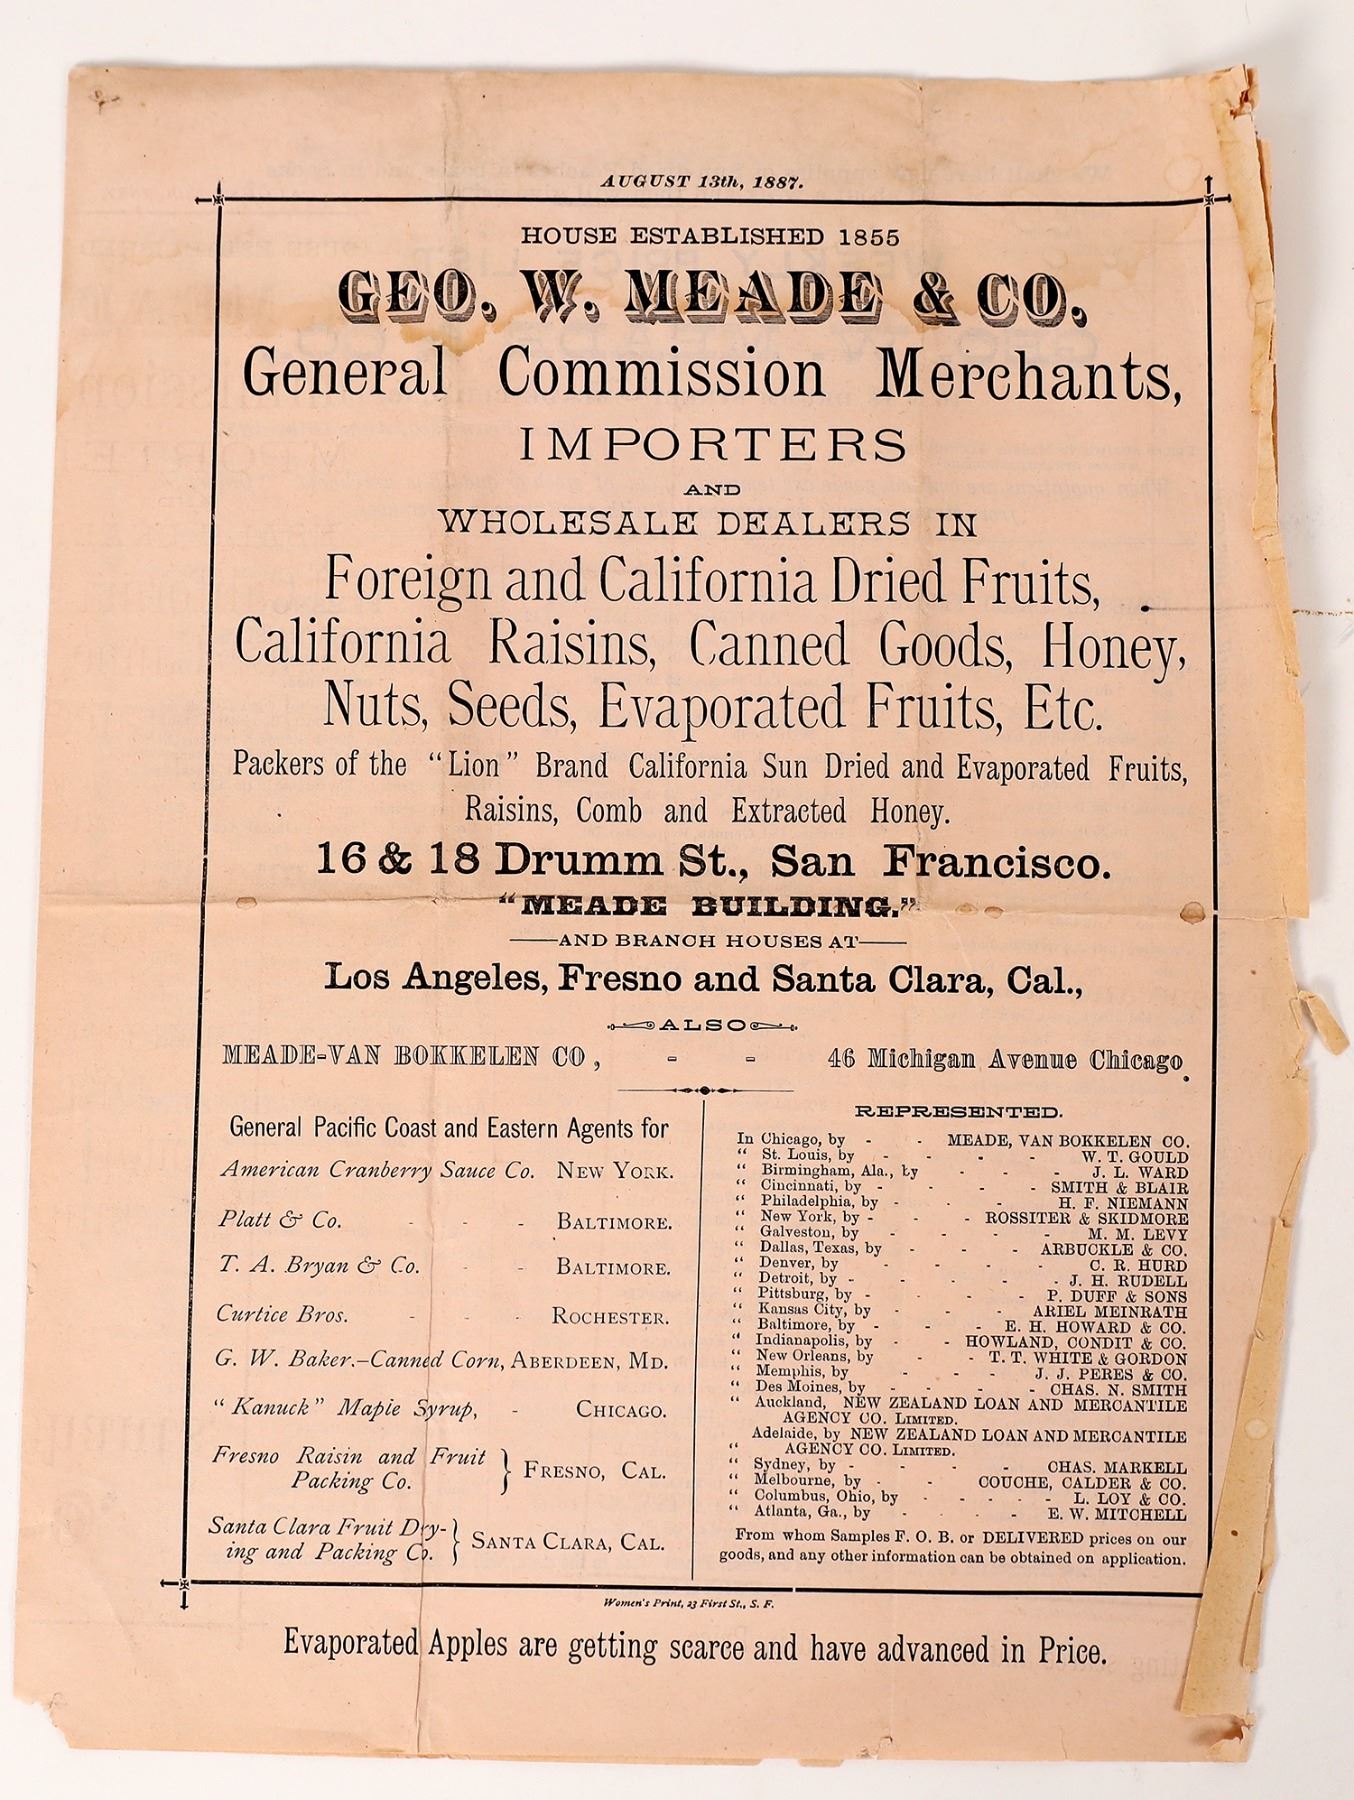 AUGUST 13th, 1887.
HOUSE ESTABLISHED 1855
GEO. W. MEADE & CO.
General Commission Merchants,
IMPORTERS
AND
WHOLESALE DEALERS IN
Foreign and California Dried Fruits,
California Raisins, Canned Goods, Honey,
Nuts, Seeds, Evaporated Fruits, Etc.
Packers of the "Lion" Brand California Sun Dried and Evaporated Fruits,
Raisins, Comb and Extracted Honey.
16 & 18 Drumm St., San Francisco.
"MEADE BUILDING."
AND BRANCH HOUSES AT
Los Angeles, Fresno and Santa Clara, Cal.,
ALSO
MEADE-VAN BOKKELEN CO, - - 46 Michigan Avenue Chicago.
General Pacific Coast and Eastern Agents for
American Cranberry Sauce Co. NEW YORK.
Platt & Co. - - - BALTIMORE.
T. A. Bryan & Co. - - BALTIMORE.
Curtice Bros. - - - ROCHESTER.
G. W. Baker.-Canned Corn, ABERDEEN, MD.
"Kanuck" Maple Syrup, - CHICAGO.
Fresno Raisin and Fruit
Packing Co. } FRESNO, CAL.
Santa Clara Fruit Dry-
ing and Packing Co. } SANTA CLARA, CAL.
REPRESENTED.
In Chicago, by - - MEADE, VAN BOKKELEN CO.
" St. Louis, by - - - - W. T. GOULD
" Birmingham, Ala., by - - - J. L. WARD
" Cincinnati, by - - - - SMITH & BLAIR
" Philadelphia, by - - - H. F. NIEMANN
" New York, by - - - ROSSITER & SKIDMORE
" Galveston, by - - - - M. M. LEVY
" Dallas, Texas, by - - - ARBUCKLE & CO.
" Denver, by - - - - C. R. HURD
" Detroit, by - - - - - J. H. RUDELL
" Pittsburg, by - - - - P. DUFF & SONS
" Kansas City, by - - - ARIEL MEINRATH
" Baltimore, by - - - E. H. HOWARD & CO.
" Indianapolis, by - - HOWLAND, CONDIT & CO.
" New Orleans, by - - T. T. WHITE & GORDON
" Memphis, by - - - J. J. PERES & CO.
" Des Moines, by - - - - CHAS. N. SMITH
" Auckland, NEW ZEALAND LOAN AND MERCANTILE
AGENCY CO. LIMITED.
Adelaide, by NEW ZEALAND LOAN AND MERCANTILE
" AGENCY CO. LIMITED.
" Sydney, by - - - - CHAS. MARKELL
" Melbourne, by - - COUCHE, CALDER & CO.
" Columbus, Ohio, by - - - - - L. LOY & CO.
" Atlanta, Ga., by - - - - E. W. MITCHELL
From whom Samples F. O. B. or DELIVERED prices on our
goods, and any other information can be obtained on application.
Women's Print, 23 First St., S. F.
Evaporated Apples are getting scarce and have advanced in Price.